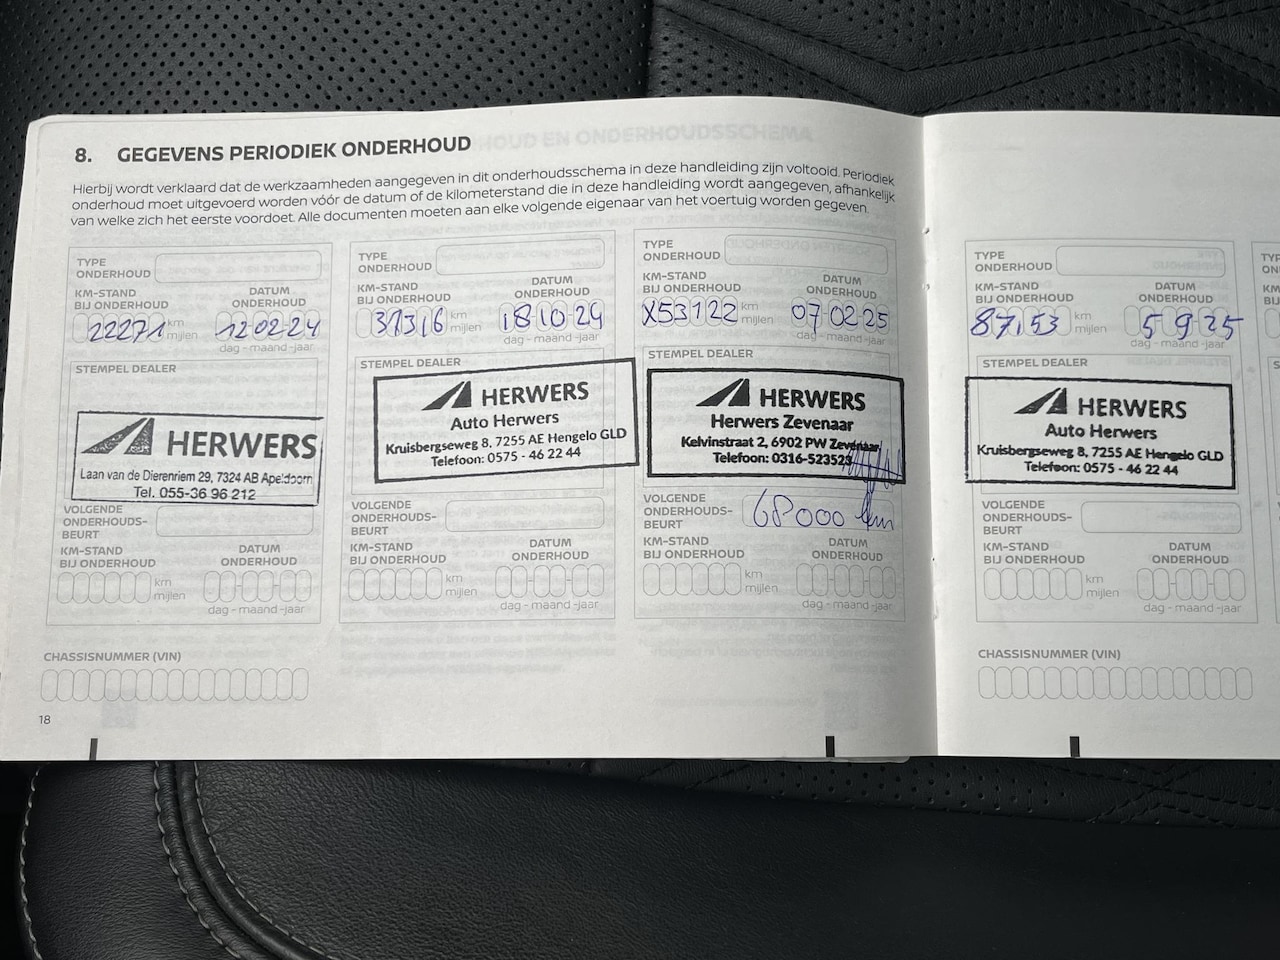 8. GEGEVENS PERIODIEK ONDERHOUD
Hierbij wordt verklaard dat de werkzaamheden aangegeven in dit onderhoudsschema in deze handleiding zijn voltooid. Periodiek
onderhoud moet uitgevoerd worden vóór de datum of de kilometerstand die in deze handleiding wordt aangegeven, afhankelijk
van welke zich het eerste voordoet. Alle documenten moeten aan elke volgende eigenaar van het voertuig worden gegeven.
TYPE
ONDERHOUD
KM-STAND
BIJ ONDERHOUD
DATUM
ONDERHOUD
22271 km
mijlen
12 02 24
dag - maand -jaar
STEMPEL DEALER
HERWERS
Laan van de Dierenriem 29, 7324 AB Apeldoorn
Tel. 055-36 96 212
VOLGENDE
ONDERHOUDS-
BEURT
KM-STAND
BIJ ONDERHOUD
DATUM
ONDERHOUD
km
mijlen
dag - maand -jaar
CHASSISNUMMER (VIN)
18
TYPE
ONDERHOUD
KM-STAND
BIJ ONDERHOUD
DATUM
ONDERHOUD
km
mijlen
18 10 24
dag - maand -jaar
STEMPEL DEALER
HERWERS
Auto Herwers
Kruisbergseweg 8, 7255 AE Hengelo GLD
Telefoon: 0575 - 46 22 44
VOLGENDE
ONDERHOUDS-
BEURT
KM-STAND
BIJ ONDERHOUD
DATUM
ONDERHOUD
km
mijlen
dag - maand -jaar
TYPE
ONDERHOUD
KM-STAND
BIJ ONDERHOUD
DATUM
ONDERHOUD
X53122 km
mijlen
07 02 25
dag - maand -jaar
STEMPEL DEALER
HERWERS
Herwers Zevenaar
Kelvinstraat 2, 6902 PW Zevenaar
Telefoon: 0316-523523
VOLGENDE
ONDERHOUDS-
BEURT
68000 km
KM-STAND
BIJ ONDERHOUD
DATUM
ONDERHOUD
km
mijlen
dag - maand -jaar
TYPE
ONDERHOUD
KM-STAND
BIJ ONDERHOUD
DATUM
ONDERHOUD
87153 km
mijlen
5 9 25
dag - maand -jaar
STEMPEL DEALER
HERWERS
Auto Herwers
Kruisbergseweg 8, 7255 AE Hengelo GLD
Telefoon: 0575 - 46 22 44
VOLGENDE
ONDERHOUDS-
BEURT
KM-STAND
BIJ ONDERHOUD
DATUM
ONDERHOUD
km
mijlen
dag - maand -jaar
CHASSISNUMMER (VIN)